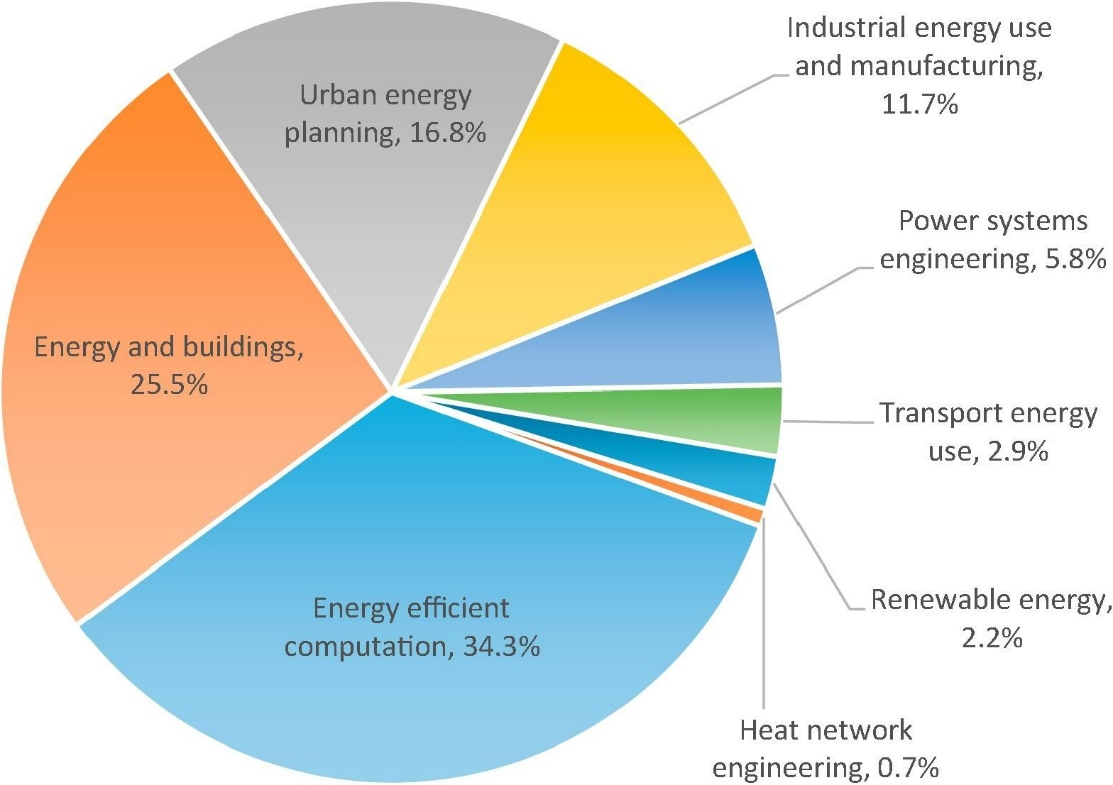 Industrial energy use
and manufacturing,
11.7%
Urban energy
planning, 16.8%
Power systems
engineering, 5.8%
Energy and buildings,
25.5%
Transport energy
use, 2.9%
Energy efficient
computation, 34.3%
Renewable energy,
2.2%
Heat network
engineering, 0.7%